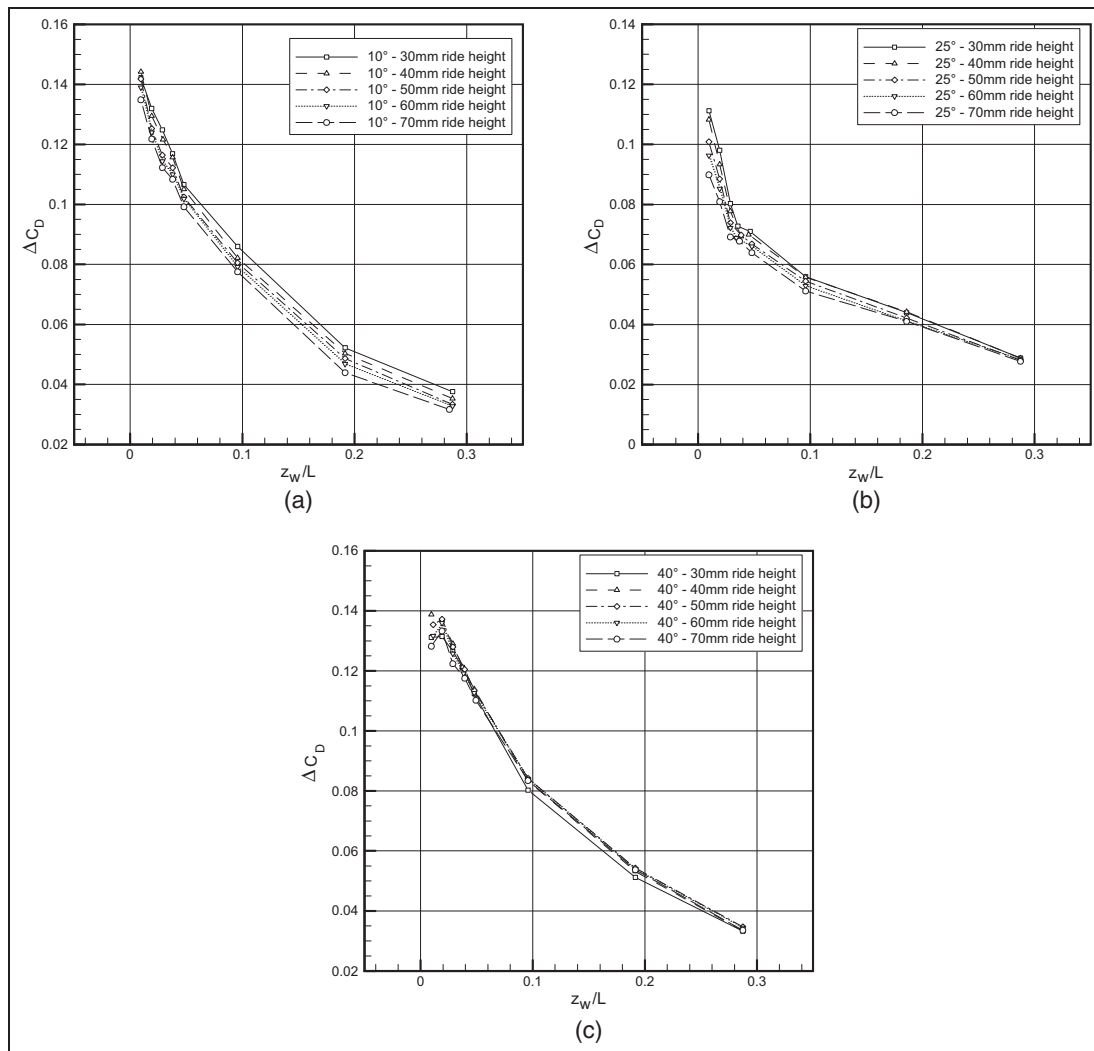 0.16
0.14
0.12
0.1
0.08
0.06
0.04
0.02
ΔC_D
0
0.1
0.2
0.3
z_w/L
10° - 30mm ride height
10° - 40mm ride height
10° - 50mm ride height
10° - 60mm ride height
10° - 70mm ride height
(a)
0.14
0.12
0.1
0.08
0.06
0.04
0.02
0
ΔC_D
0
0.1
0.2
0.3
z_w/L
25° - 30mm ride height
25° - 40mm ride height
25° - 50mm ride height
25° - 60mm ride height
25° - 70mm ride height
(b)
0.16
0.14
0.12
0.1
0.08
0.06
0.04
0.02
ΔC_D
0
0.1
0.2
0.3
z_w/L
40° - 30mm ride height
40° - 40mm ride height
40° - 50mm ride height
40° - 60mm ride height
40° - 70mm ride height
(c)